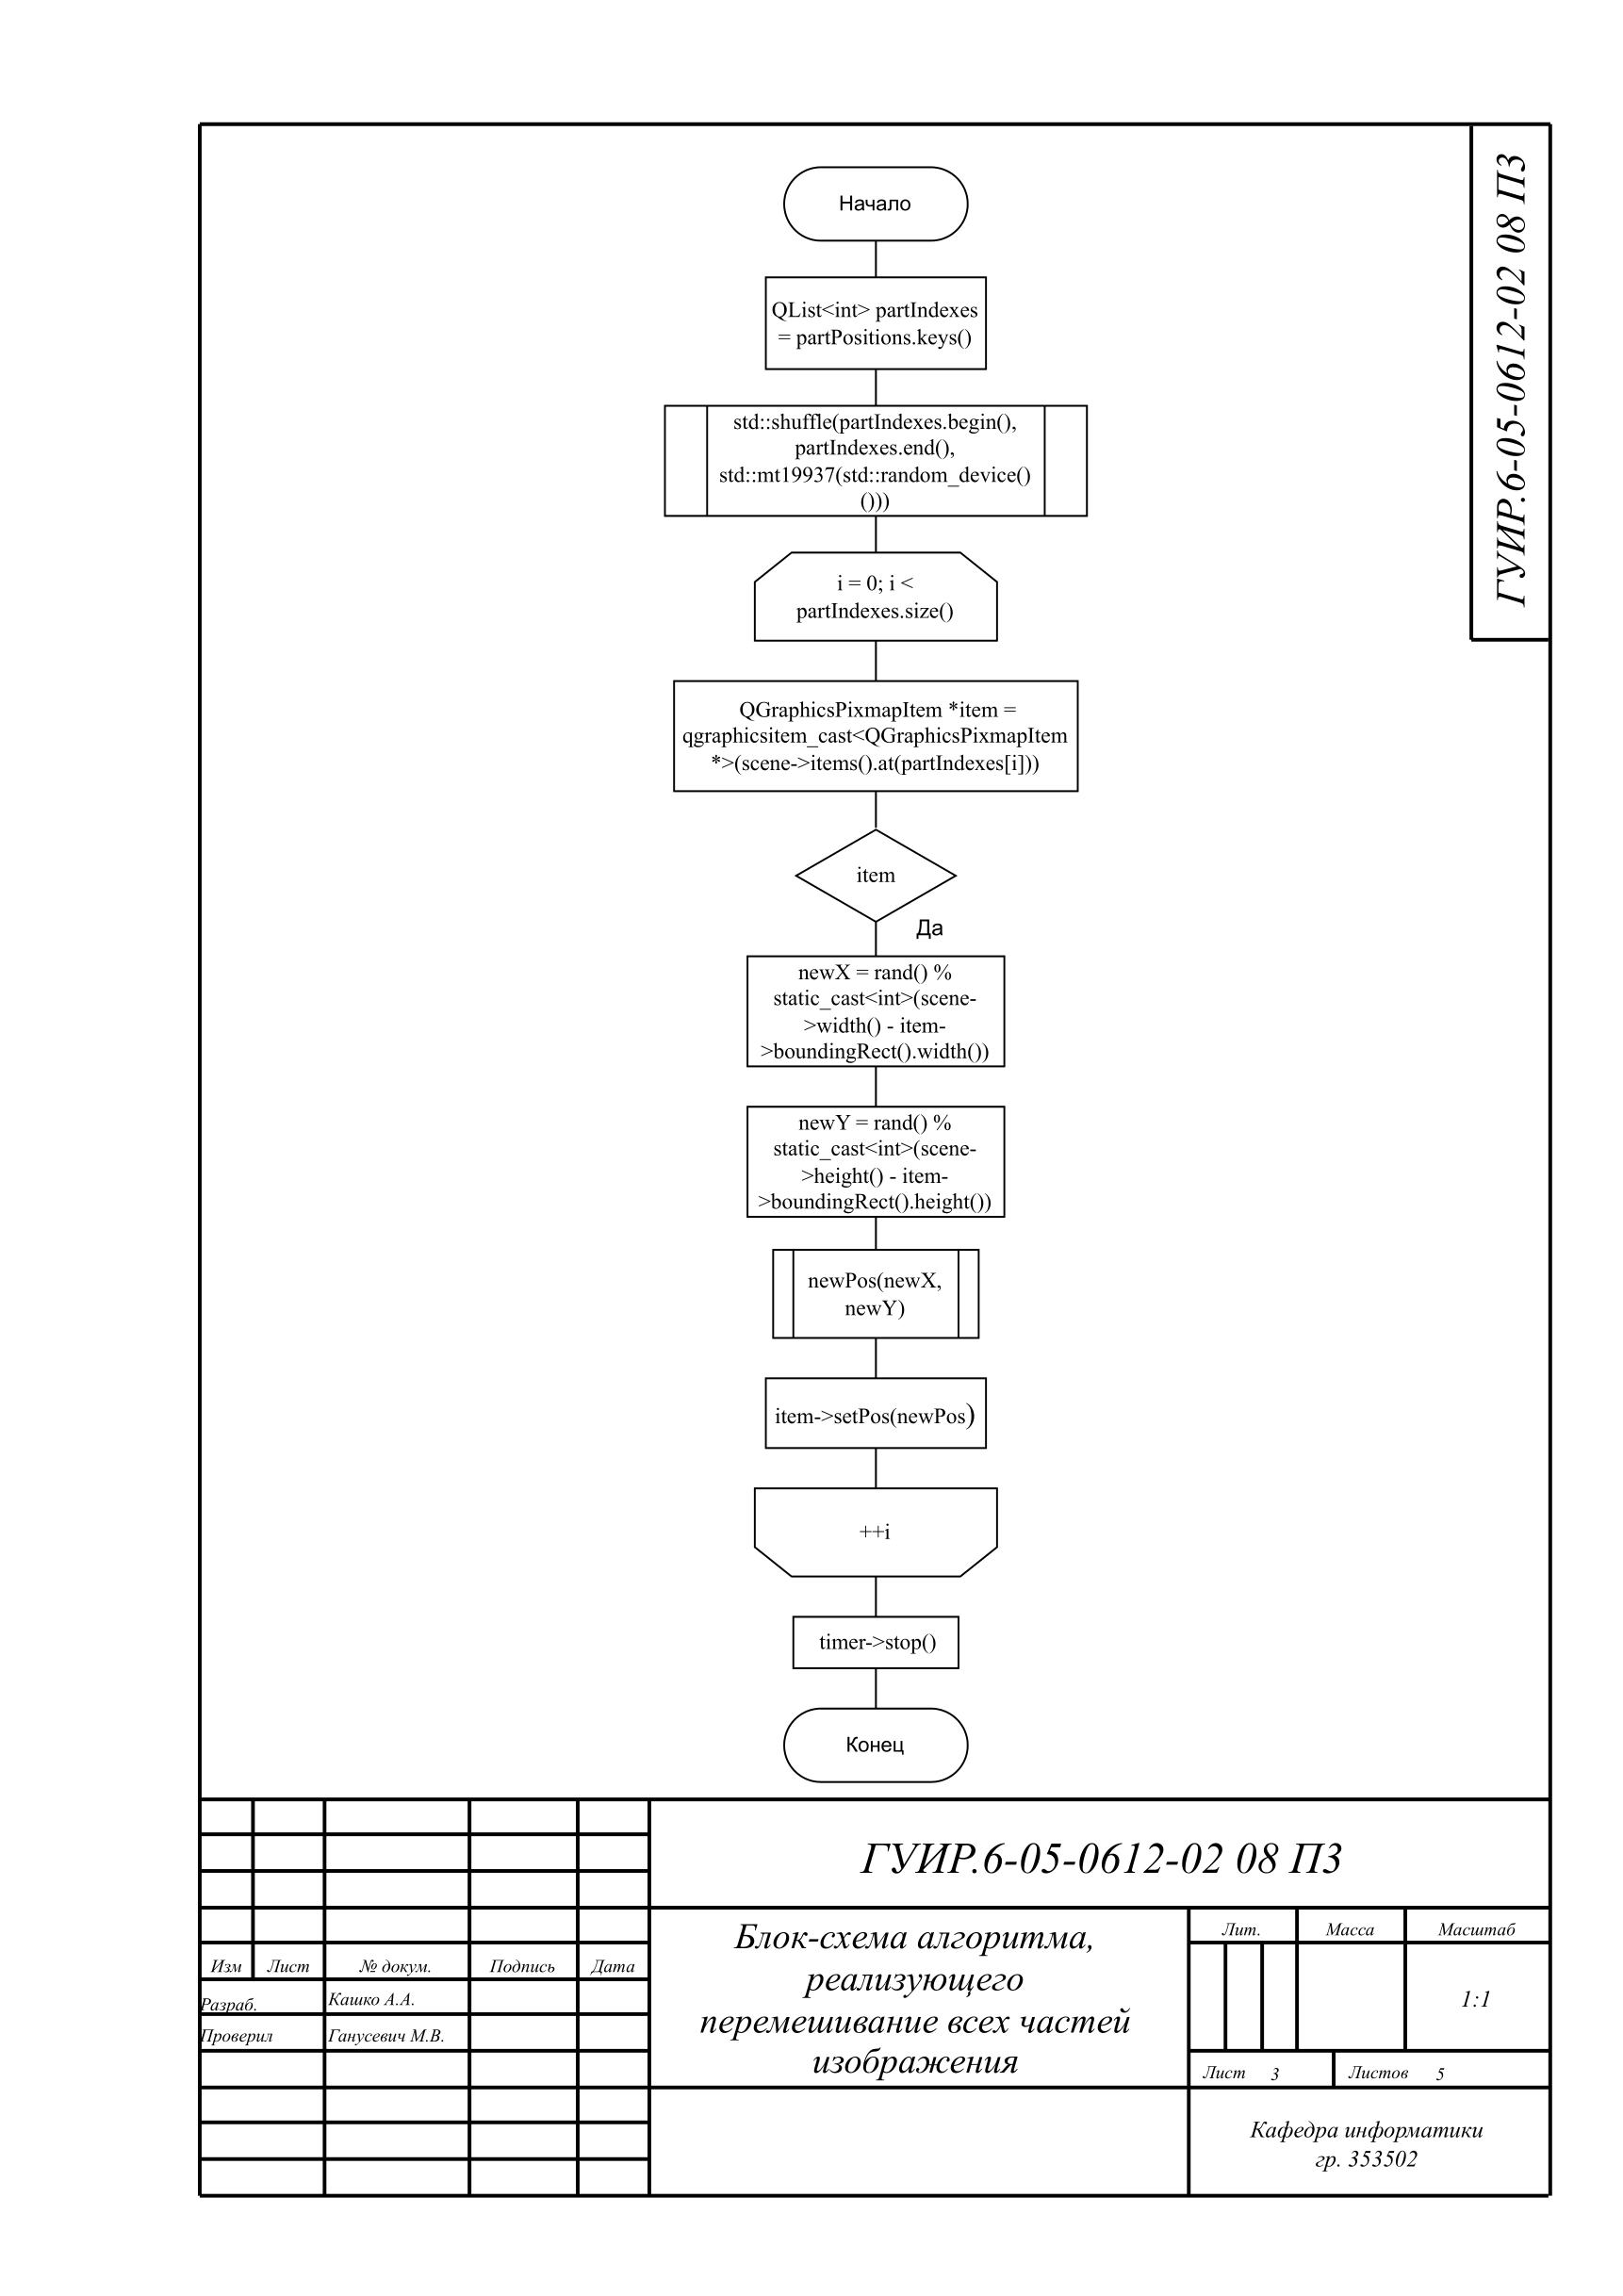 ГУИР.6-05-0612-02 08 ПЗ
Начало
QList<int> partIndexes
= partPositions.keys()
std::shuffle(partIndexes.begin(),
partIndexes.end(),
std::mt19937(std::random_device()
()))
i = 0; i <
partIndexes.size()
QGraphicsPixmapItem *item =
qgraphicsitem_cast<QGraphicsPixmapItem
*>(scene->items().at(partIndexes[i]))
item
Да
newX = rand() %
static_cast<int>(scene-
>width() - item-
>boundingRect().width())
newY = rand() %
static_cast<int>(scene-
>height() - item-
>boundingRect().height())
newPos(newX,
newY)
item->setPos(newPos)
++i
timer->stop()
Конец
ГУИР.6-05-0612-02 08 ПЗ
Блок-схема алгоритма,
реализующего
перемешивание всех частей
изображения
Изм Лист № докум. Подпись Дата
Разраб. Кашко А.А.
Проверил Ганусевич М.В.
Лит. Масса Масштаб
1:1
Лист 3 Листов 5
Кафедра информатики
гр. 353502